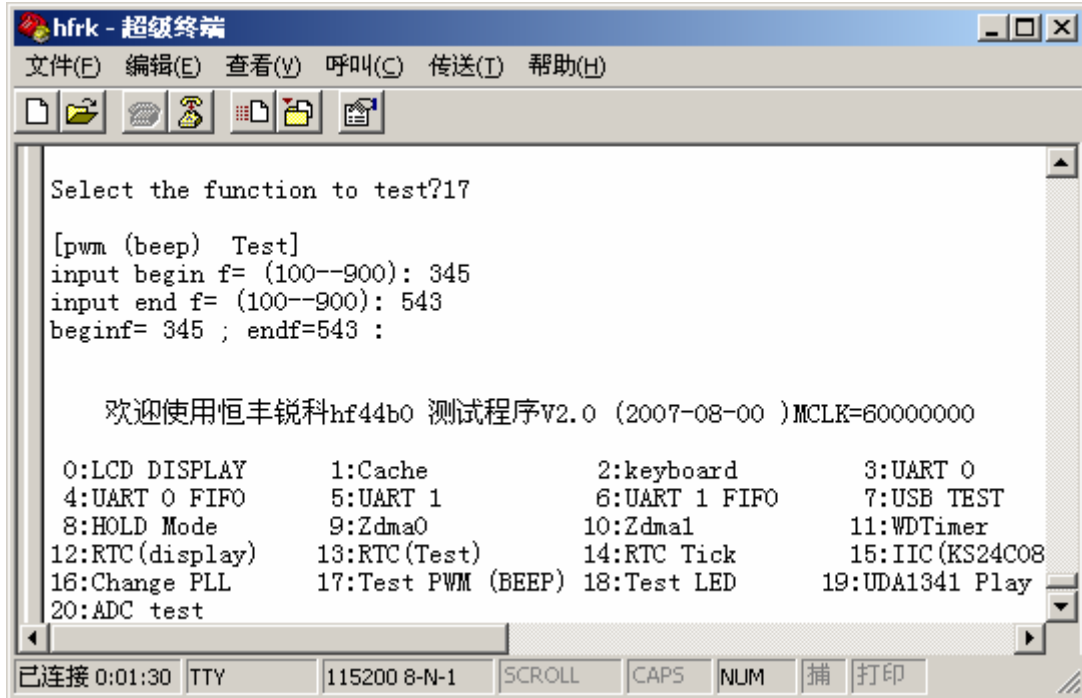 hfrk - 超级终端
文件(F) 编辑(E) 查看(V) 呼叫(C) 传送(T) 帮助(H)
Select the function to test?17
[pwm (beep)  Test]
input begin f= (100--900): 345
input end f= (100--900): 543
beginf= 345 ; endf=543 :
欢迎使用恒丰锐科hf44b0 测试程序V2.0 (2007-08-00 )MCLK=60000000
0:LCD DISPLAY 1:Cache 2:keyboard 3:UART 0
4:UART 0 FIFO 5:UART 1 6:UART 1 FIFO 7:USB TEST
8:HOLD Mode 9:Zdma0 10:Zdma1 11:WDTimer
12:RTC(display) 13:RTC(Test) 14:RTC Tick 15:IIC(KS24C08
16:Change PLL 17:Test PWM (BEEP) 18:Test LED 19:UDA1341 Play
20:ADC test
已连接 0:01:30 TTY 115200 8-N-1 SCROLL CAPS NUM 捕 打印